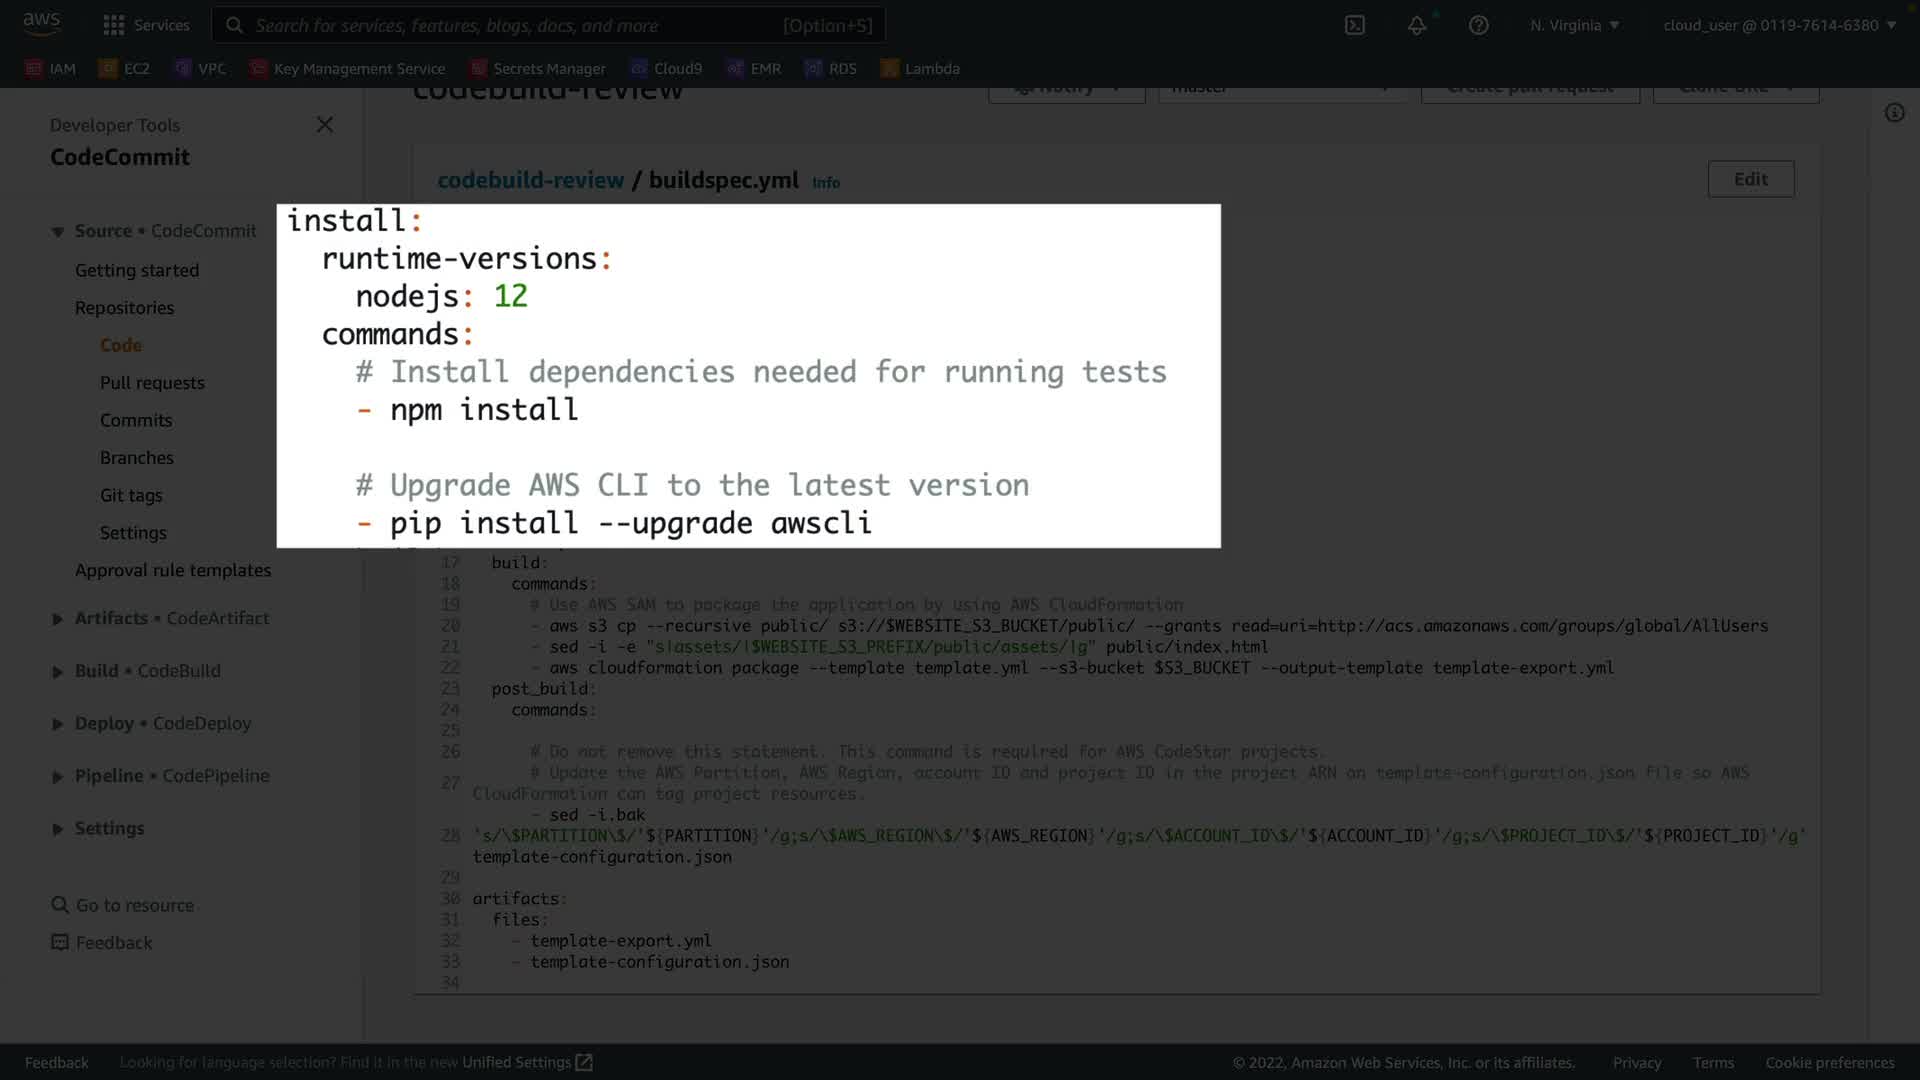 aws
Services
Search for services, features, blogs, docs, and more
[Option+S]
N. Virginia
cloud_user @ 0119-7614-6380
IAM
EC2
VPC
Key Management Service
Secrets Manager
Cloud9
EMR
RDS
Lambda
codebuild-review
Notify
master
Create pull request
Clone URL
Developer Tools
CodeCommit
codebuild-review / buildspec.yml Info
Edit
Source • CodeCommit
Getting started
Repositories
Code
Pull requests
Commits
Branches
Git tags
Settings
Approval rule templates
Artifacts • CodeArtifact
Build • CodeBuild
Deploy • CodeDeploy
Pipeline • CodePipeline
Settings
Go to resource
Feedback
install:
runtime-versions:
nodejs: 12
commands:
# Install dependencies needed for running tests
- npm install
# Upgrade AWS CLI to the latest version
- pip install --upgrade awscli
17 build:
18 commands:
19 # Use AWS SAM to package the application by using AWS CloudFormation
20 - aws s3 cp --recursive public/ s3://$WEBSITE_S3_BUCKET/public/ --grants read=uri=http://acs.amazonaws.com/groups/global/AllUsers
21 - sed -i -e "s|assets/|$WEBSITE_S3_PREFIX/public/assets/|g" public/index.html
22 - aws cloudformation package --template template.yml --s3-bucket $S3_BUCKET --output-template template-export.yml
23 post_build:
24 commands:
25
26 # Do not remove this statement. This command is required for AWS CodeStar projects.
27 # Update the AWS Partition, AWS Region, account ID and project ID in the project ARN on template-configuration.json file so AWS
CloudFormation can tag project resources.
- sed -i.bak
28 's/\$PARTITION\$/'${PARTITION}'/g;s/\$AWS_REGION\$/'${AWS_REGION}'/g;s/\$ACCOUNT_ID\$/'${ACCOUNT_ID}'/g;s/\$PROJECT_ID\$/'${PROJECT_ID}'/g'
template-configuration.json
29
30 artifacts:
31 files:
32 - template-export.yml
33 - template-configuration.json
34
Feedback
Looking for language selection? Find it in the new Unified Settings
© 2022, Amazon Web Services, Inc. or its affiliates.
Privacy
Terms
Cookie preferences